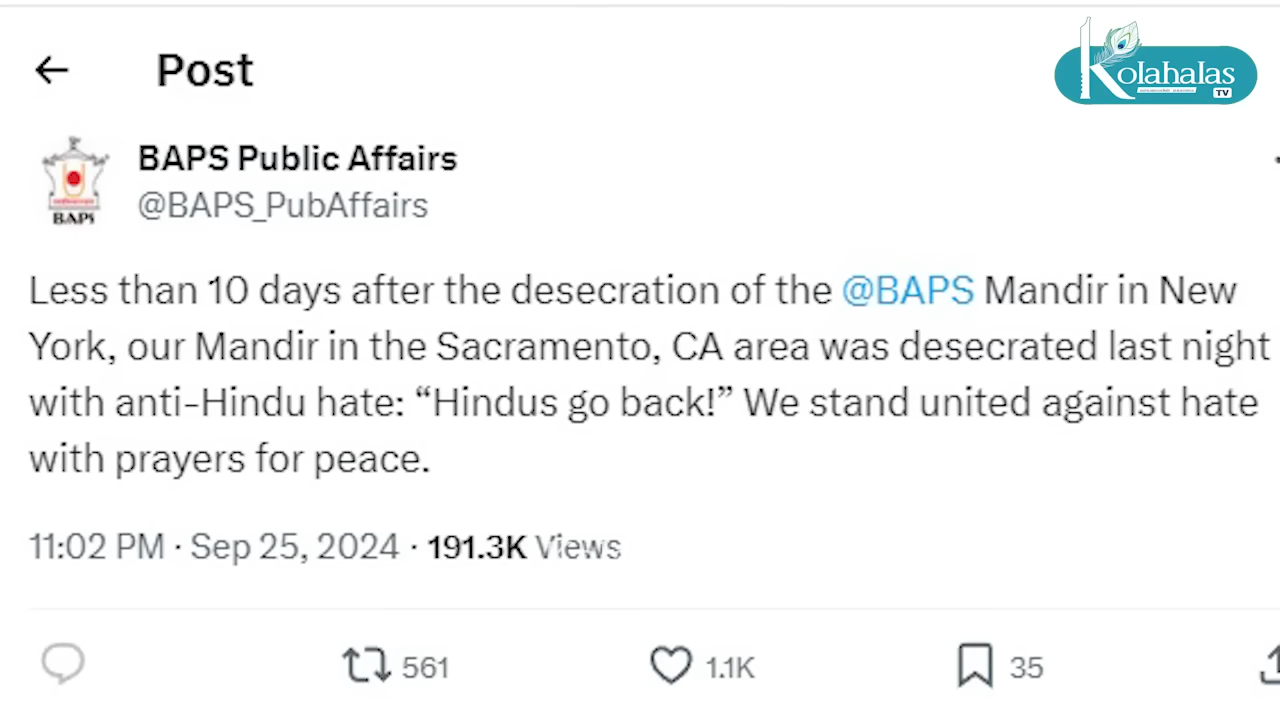 Post
Kolahalas
TV
BAPS Public Affairs
BAPS
@BAPS_PubAffairs
Less than 10 days after the desecration of the @BAPS Mandir in New
York, our Mandir in the Sacramento, CA area was desecrated last night
with anti-Hindu hate: “Hindus go back!” We stand united against hate
with prayers for peace.
11:02 PM · Sep 25, 2024 · 191.3K Views
561 1.1K 35